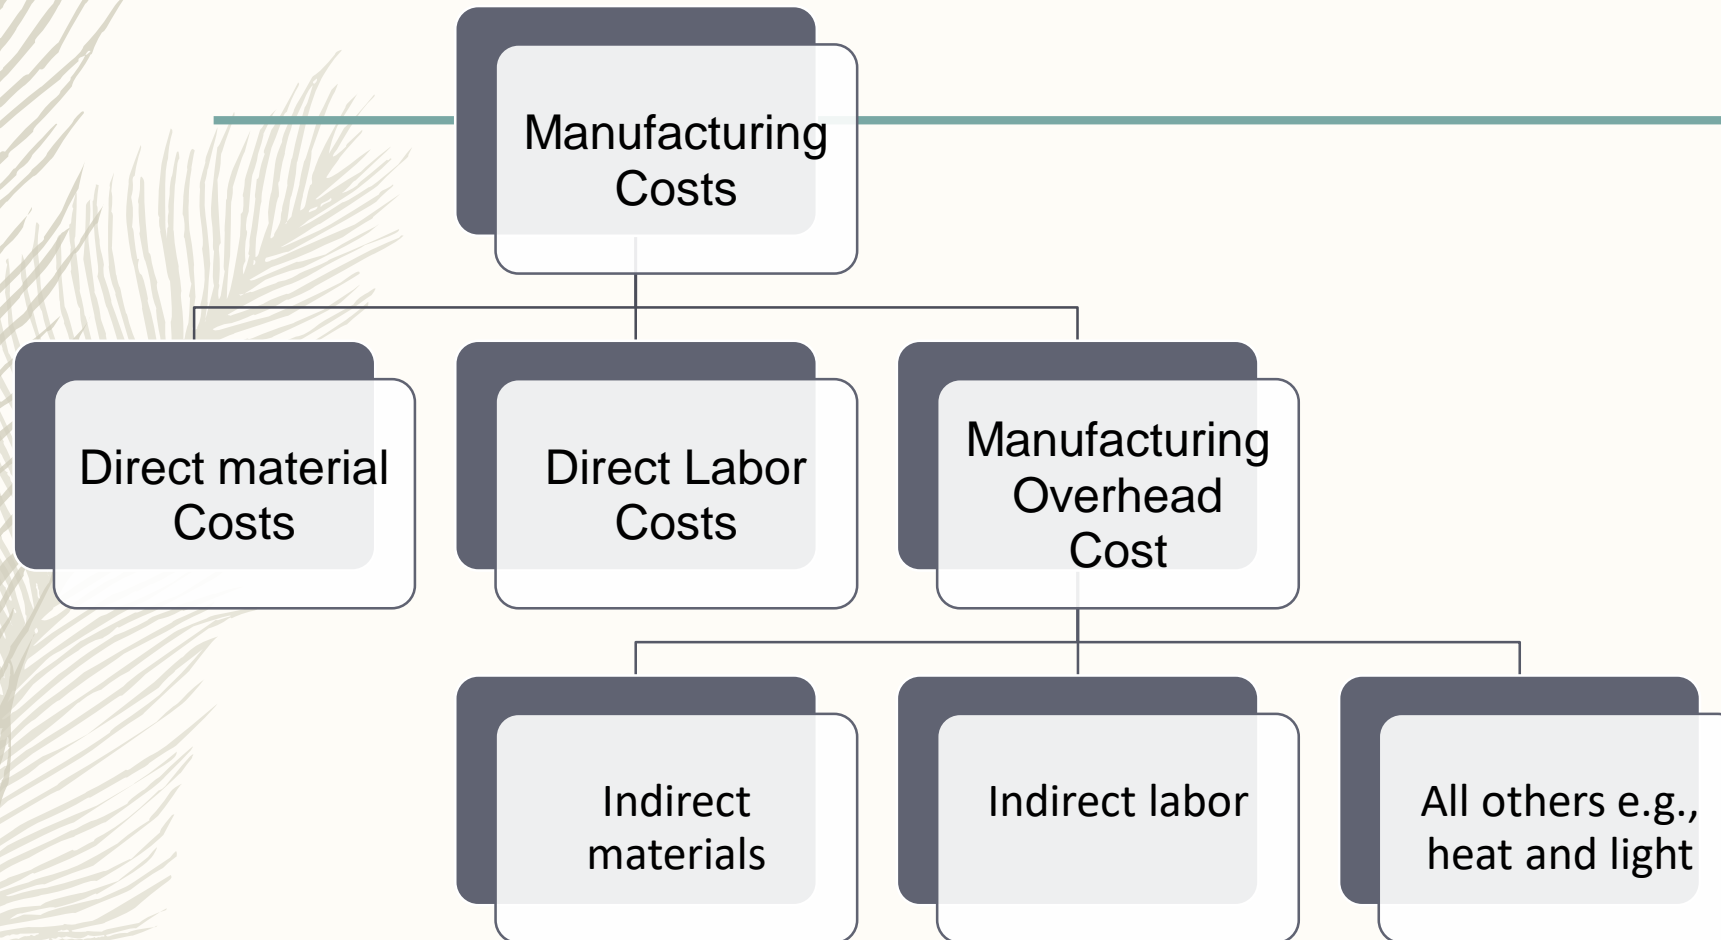 Manufacturing
Costs
Direct material
Costs
Direct Labor
Costs
Manufacturing
Overhead
Cost
Indirect
materials
Indirect labor
All others e.g.,
heat and light